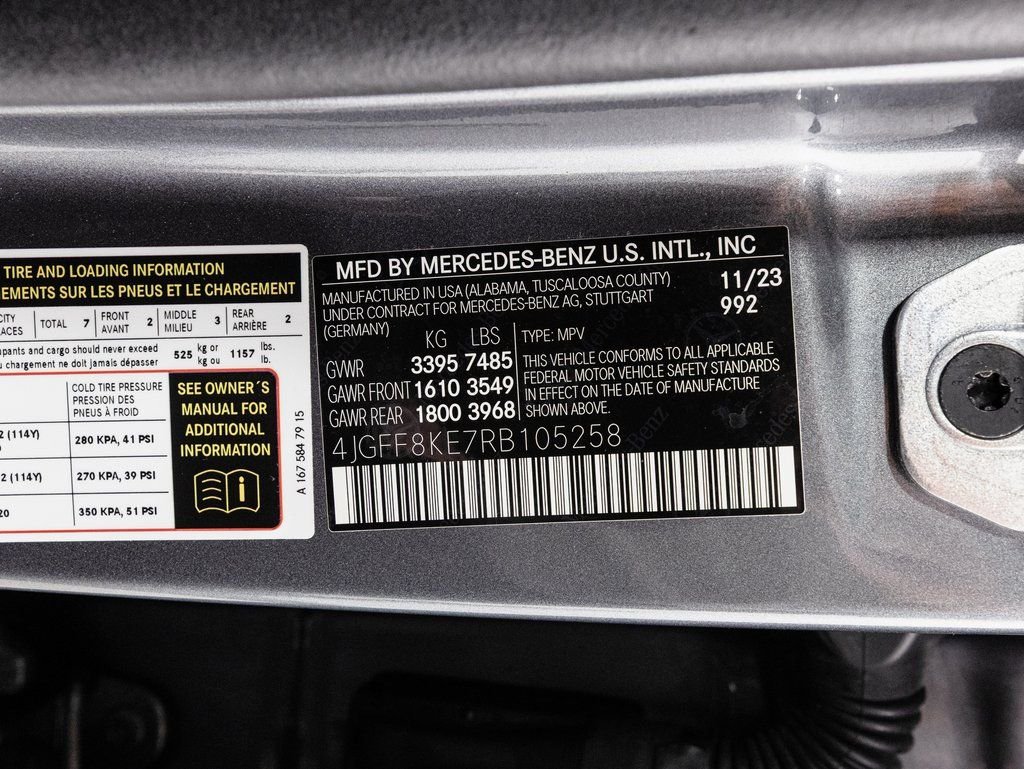 TIRE AND LOADING INFORMATION
EMENTS SUR LES PNEUS ET LE CHARGEMENT
CITY
ACES
TOTAL 7
FRONT
AVANT 2
MIDDLE
MILIEU 3
REAR
ARRIÈRE 2
pants and cargo should never exceed
u chargement ne doit jamais dépasser
525 kg or
kg ou
1157 lbs.
lb.
COLD TIRE PRESSURE
PRESSION DES
PNEUS À FROID
2 (114Y)
280 KPA, 41 PSI
2 (114Y)
270 KPA, 39 PSI
20
350 KPA, 51 PSI
SEE OWNER´S
MANUAL FOR
ADDITIONAL
INFORMATION
i
A 167 584 79 15
MFD BY MERCEDES-BENZ U.S. INTL., INC
MANUFACTURED IN USA (ALABAMA, TUSCALOOSA COUNTY)
UNDER CONTRACT FOR MERCEDES-BENZ AG, STUTTGART
(GERMANY)
11/23
992
KG LBS
GWWR 3395 7485
GAWR FRONT 1610 3549
GAWR REAR 1800 3968
TYPE: MPV
THIS VEHICLE CONFORMS TO ALL APPLICABLE
FEDERAL MOTOR VEHICLE SAFETY STANDARDS
IN EFFECT ON THE DATE OF MANUFACTURE
SHOWN ABOVE.
4JGFF8KE7RB105258